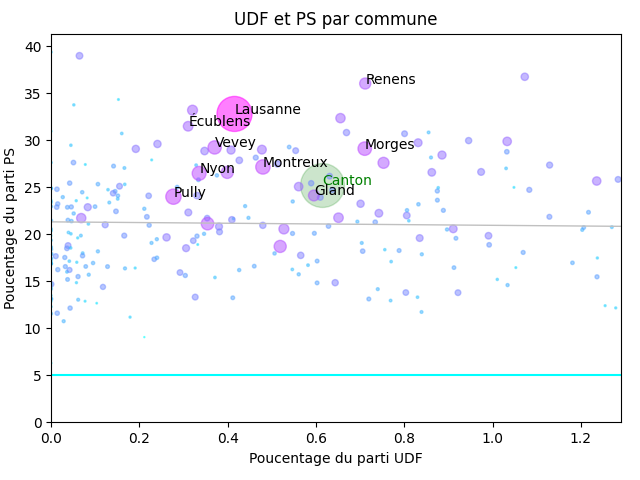 UDF et PS par commune
Poucentage du parti PS
40
35
30
25
20
15
10
5
0
Renens
Lausanne
Écublens
Vevey
Morges
Montreux
Nyon
Canton
Pully
Gland
0.0 0.2 0.4 0.6 0.8 1.0 1.2
Poucentage du parti UDF